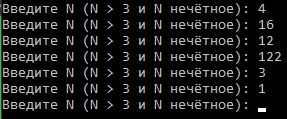 Введите N (N > 3 и N нечётное): 4
Введите N (N > 3 и N нечётное): 16
Введите N (N > 3 и N нечётное): 12
Введите N (N > 3 и N нечётное): 122
Введите N (N > 3 и N нечётное): 3
Введите N (N > 3 и N нечётное): 1
Введите N (N > 3 и N нечётное):